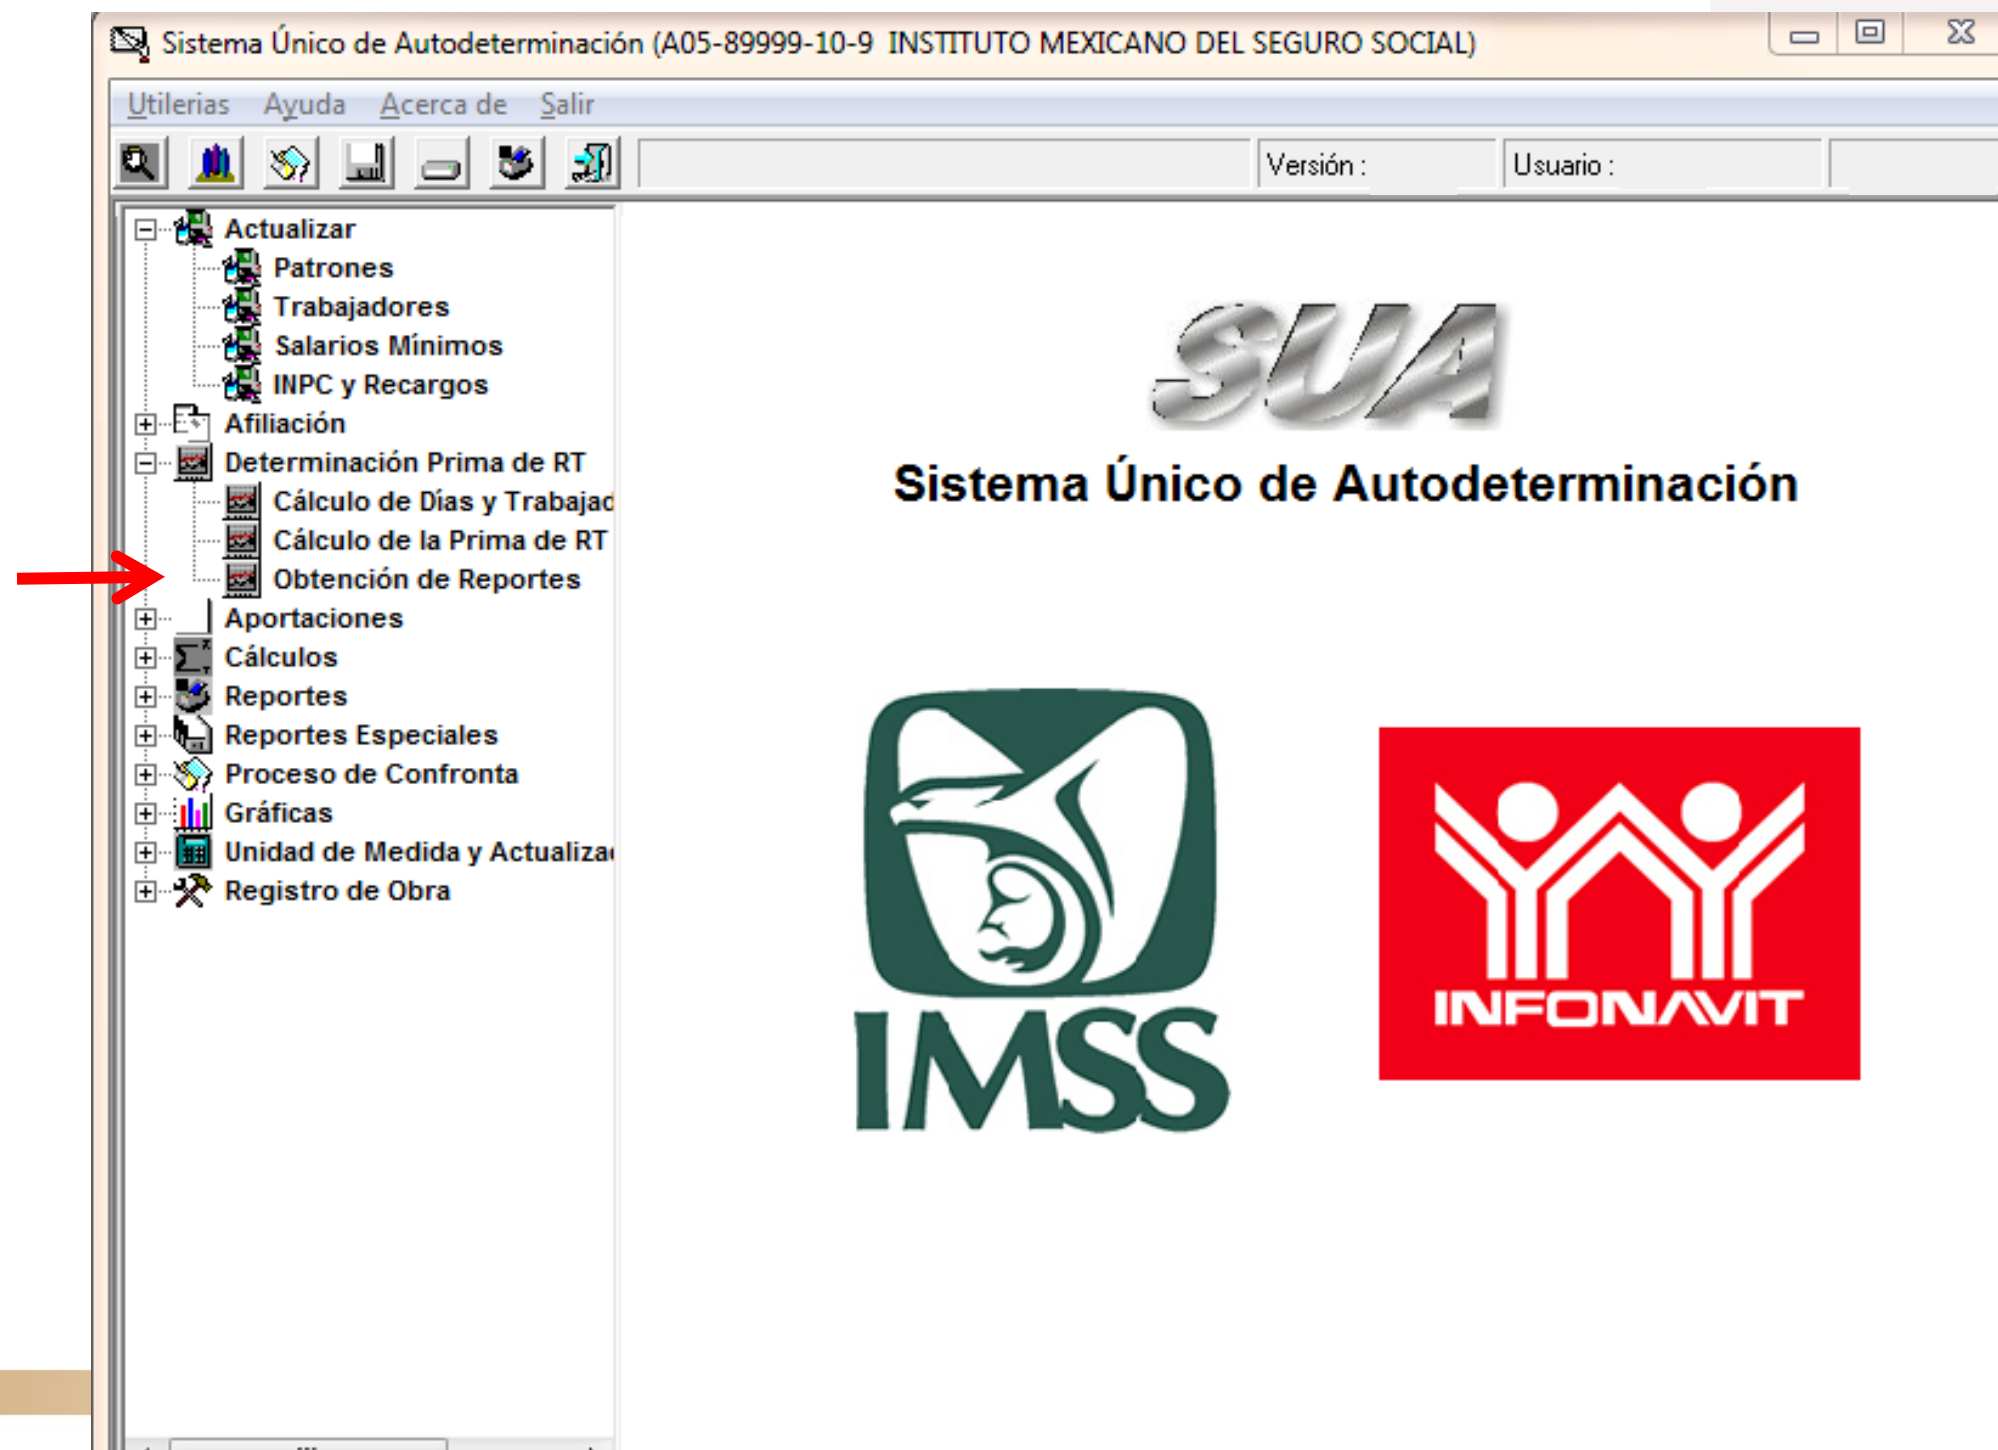 Sistema Único de Autodeterminación (A05-89999-10-9 INSTITUTO MEXICANO DEL SEGURO SOCIAL)
Utilerias Ayuda Acerca de Salir
Versión : Usuario :
Actualizar
Patrones
Trabajadores
Salarios Mínimos
INPC y Recargos
Afiliación
Determinación Prima de RT
Cálculo de Días y Trabajad
Cálculo de la Prima de RT
Obtención de Reportes
Aportaciones
Cálculos
Reportes
Reportes Especiales
Proceso de Confronta
Gráficas
Unidad de Medida y Actualiza
Registro de Obra
SUA
Sistema Único de Autodeterminación
IMSS
INFONAVIT